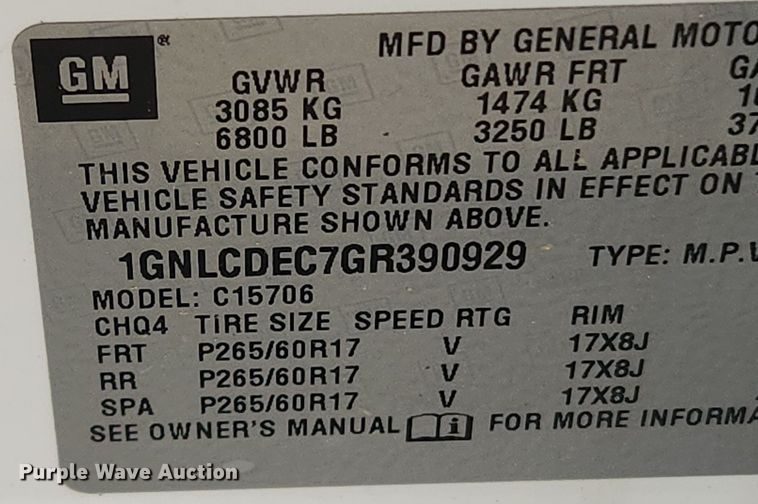 GM ® MFD BY GENERAL MOTO
GVWR GAWR FRT GA
3085 KG 1474 KG
6800 LB 3250 LB 37
THIS VEHICLE CONFORMS TO ALL APPLICABL
VEHICLE SAFETY STANDARDS IN EFFECT ON
MANUFACTURE SHOWN ABOVE.
1GNLCDEC7GR390929 TYPE: M.P.V
MODEL: C15706
CHQ4 TIRE SIZE SPEED RTG RIM
FRT P265/60R17 V 17X8J
RR P265/60R17 V 17X8J
SPA P265/60R17 V 17X8J
SEE OWNER'S MANUAL i FOR MORE INFORMA
Purple Wave Auction